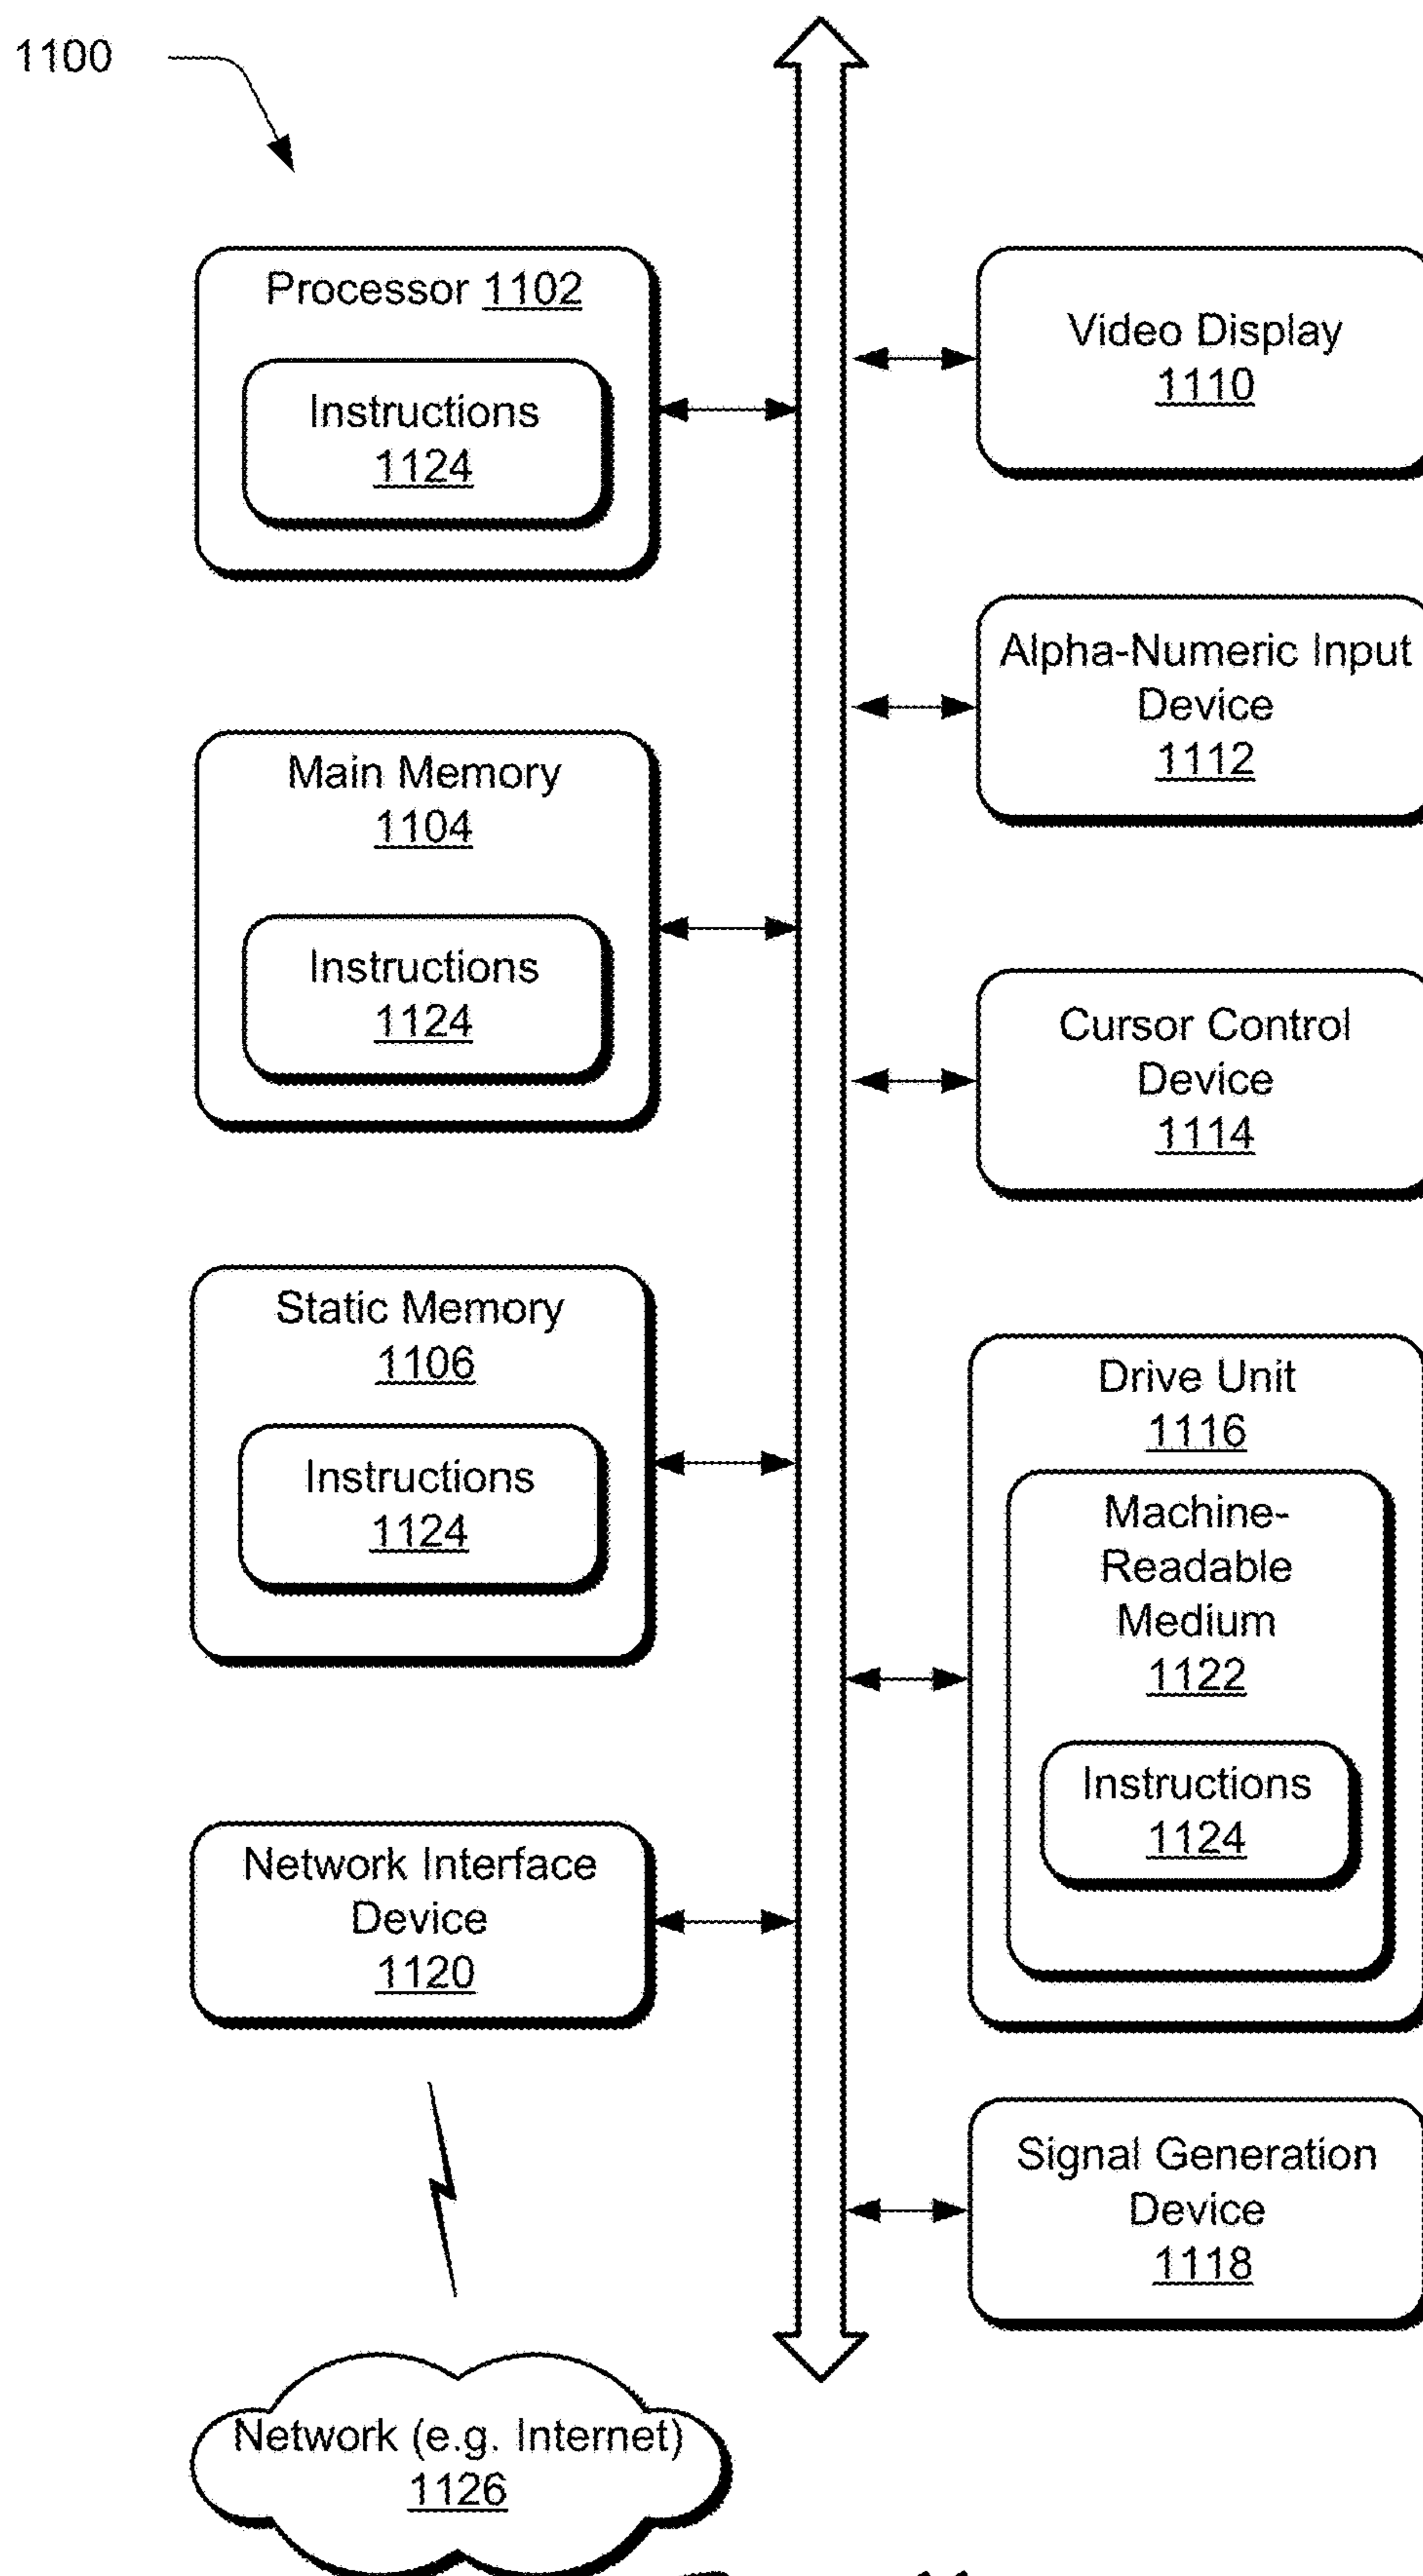 1100
Processor 1102
Instructions
1124
Main Memory
1104
Instructions
1124
Static Memory
1106
Instructions
1124
Network Interface
Device
1120
Network (e.g. Internet)
1126
Video Display
1110
Alpha-Numeric Input
Device
1112
Cursor Control
Device
1114
Drive Unit
1116
Machine-
Readable
Medium
1122
Instructions
1124
Signal Generation
Device
1118